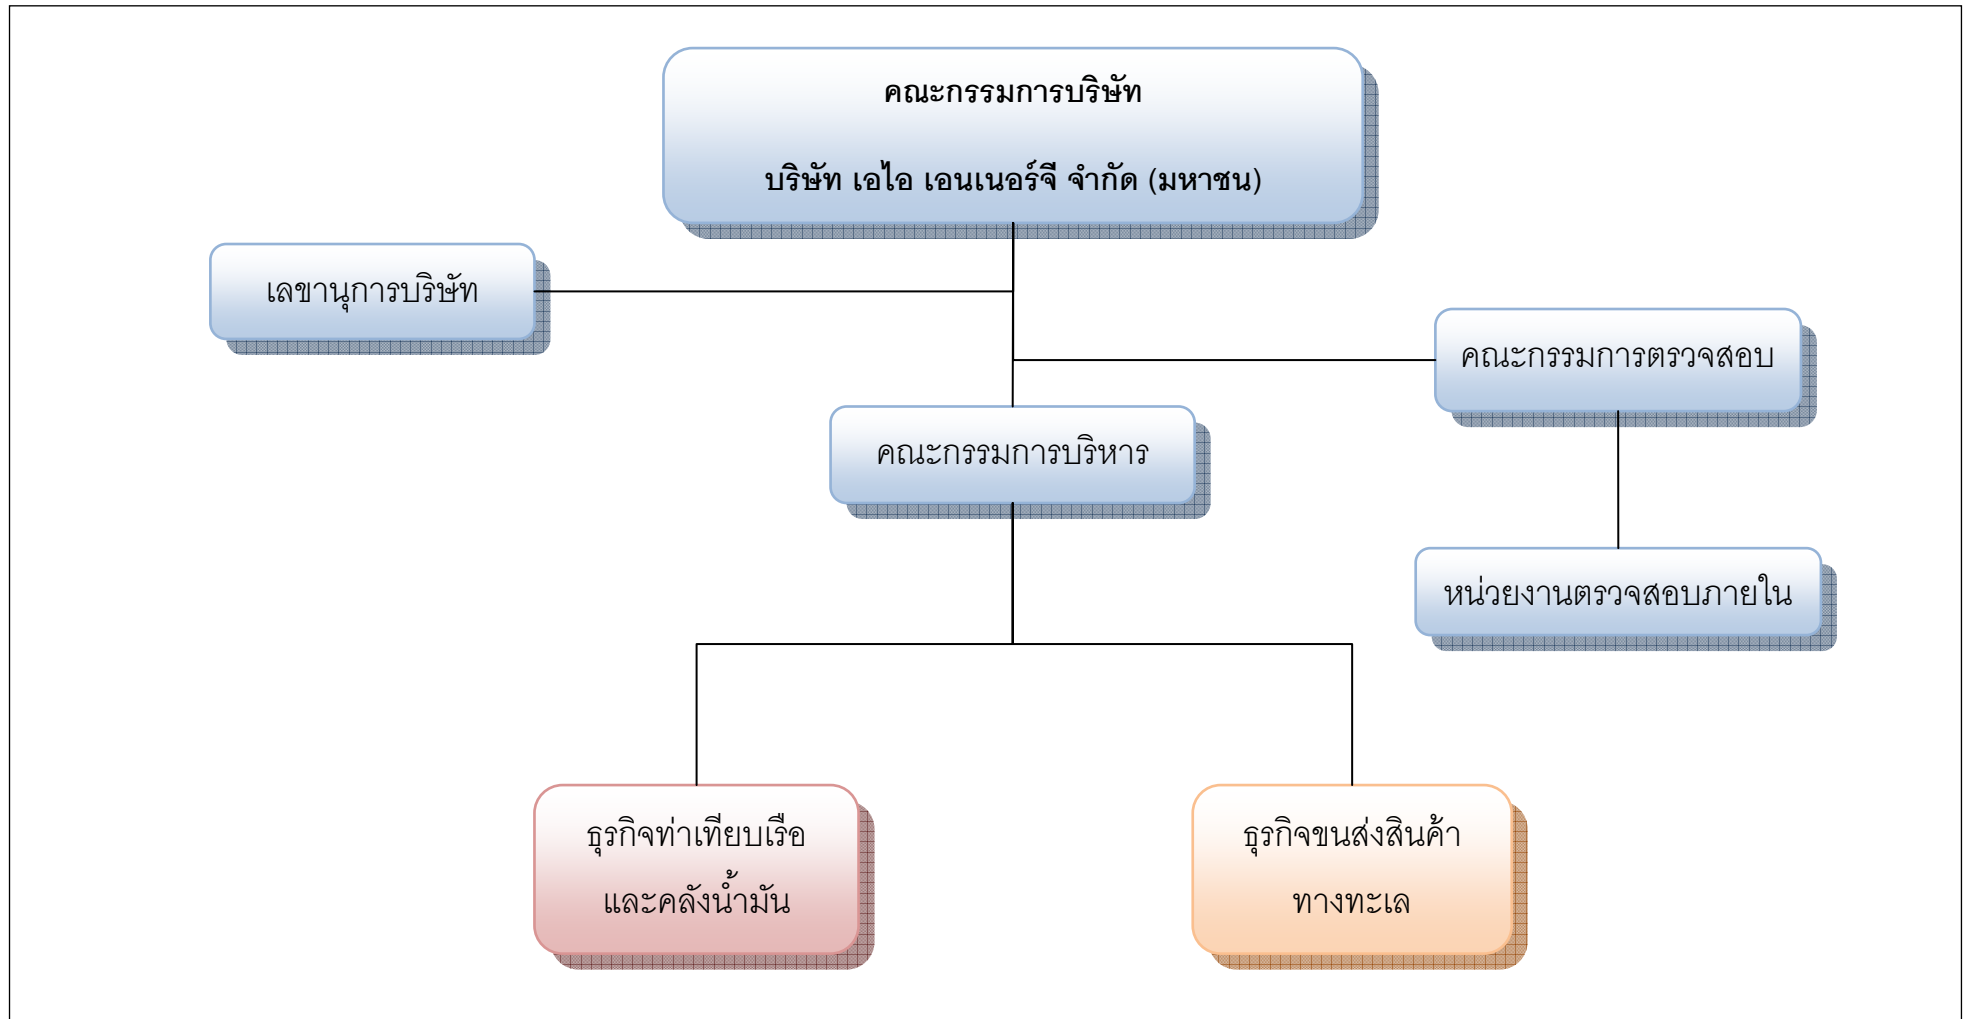 คณะกรรมการบริษัท
บริษัท เอไอ เอนเนอร์จี จำกัด (มหาชน)
เลขานุการบริษัท
คณะกรรมการตรวจสอบ
คณะกรรมการบริหาร
หน่วยงานตรวจสอบภายใน
ธุรกิจท่าเทียบเรือ
และคลังน้ำมัน
ธุรกิจขนส่งสินค้า
ทางทะเล